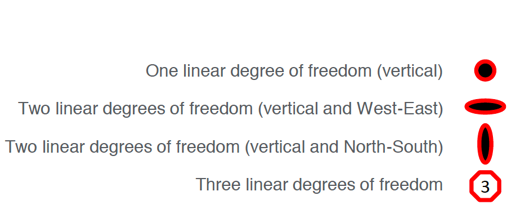 One linear degree of freedom (vertical)
Two linear degrees of freedom (vertical and West-East)
Two linear degrees of freedom (vertical and North-South)
Three linear degrees of freedom 3